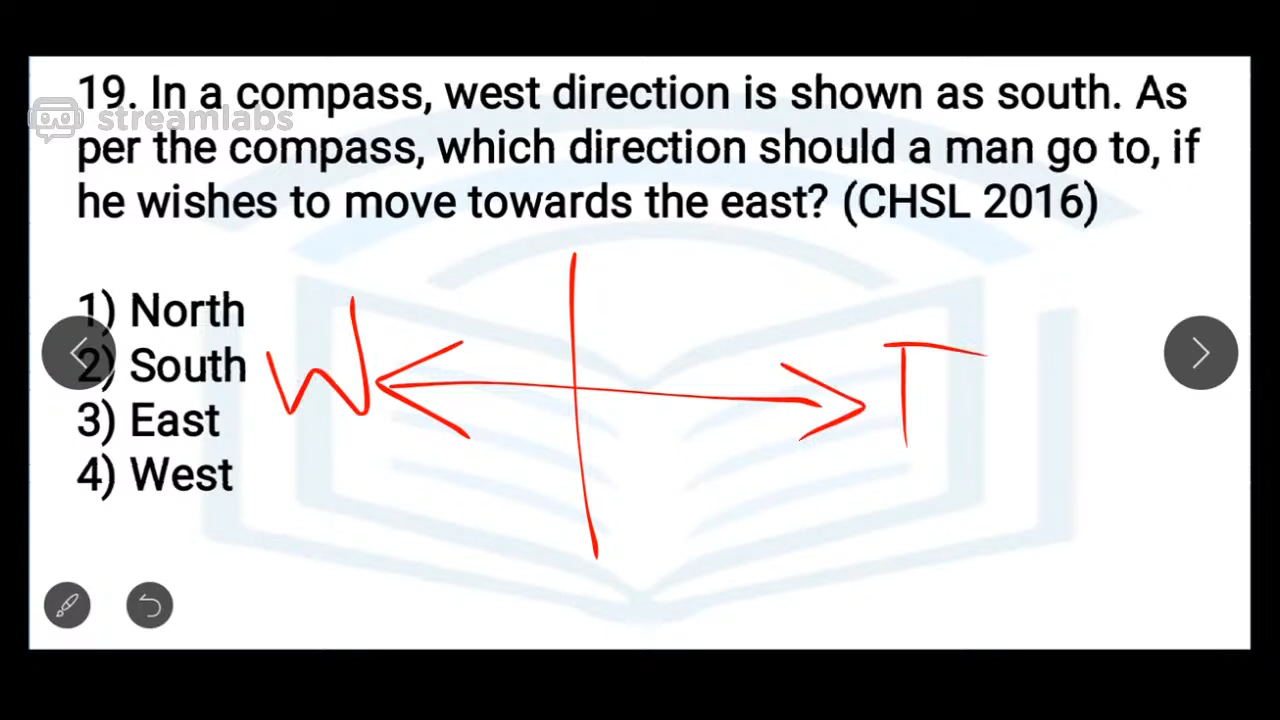 19. In a compass, west direction is shown as south. As
streamlabs
per the compass, which direction should a man go to, if
he wishes to move towards the east? (CHSL 2016)
1) North
2) South
3) East
4) West
W